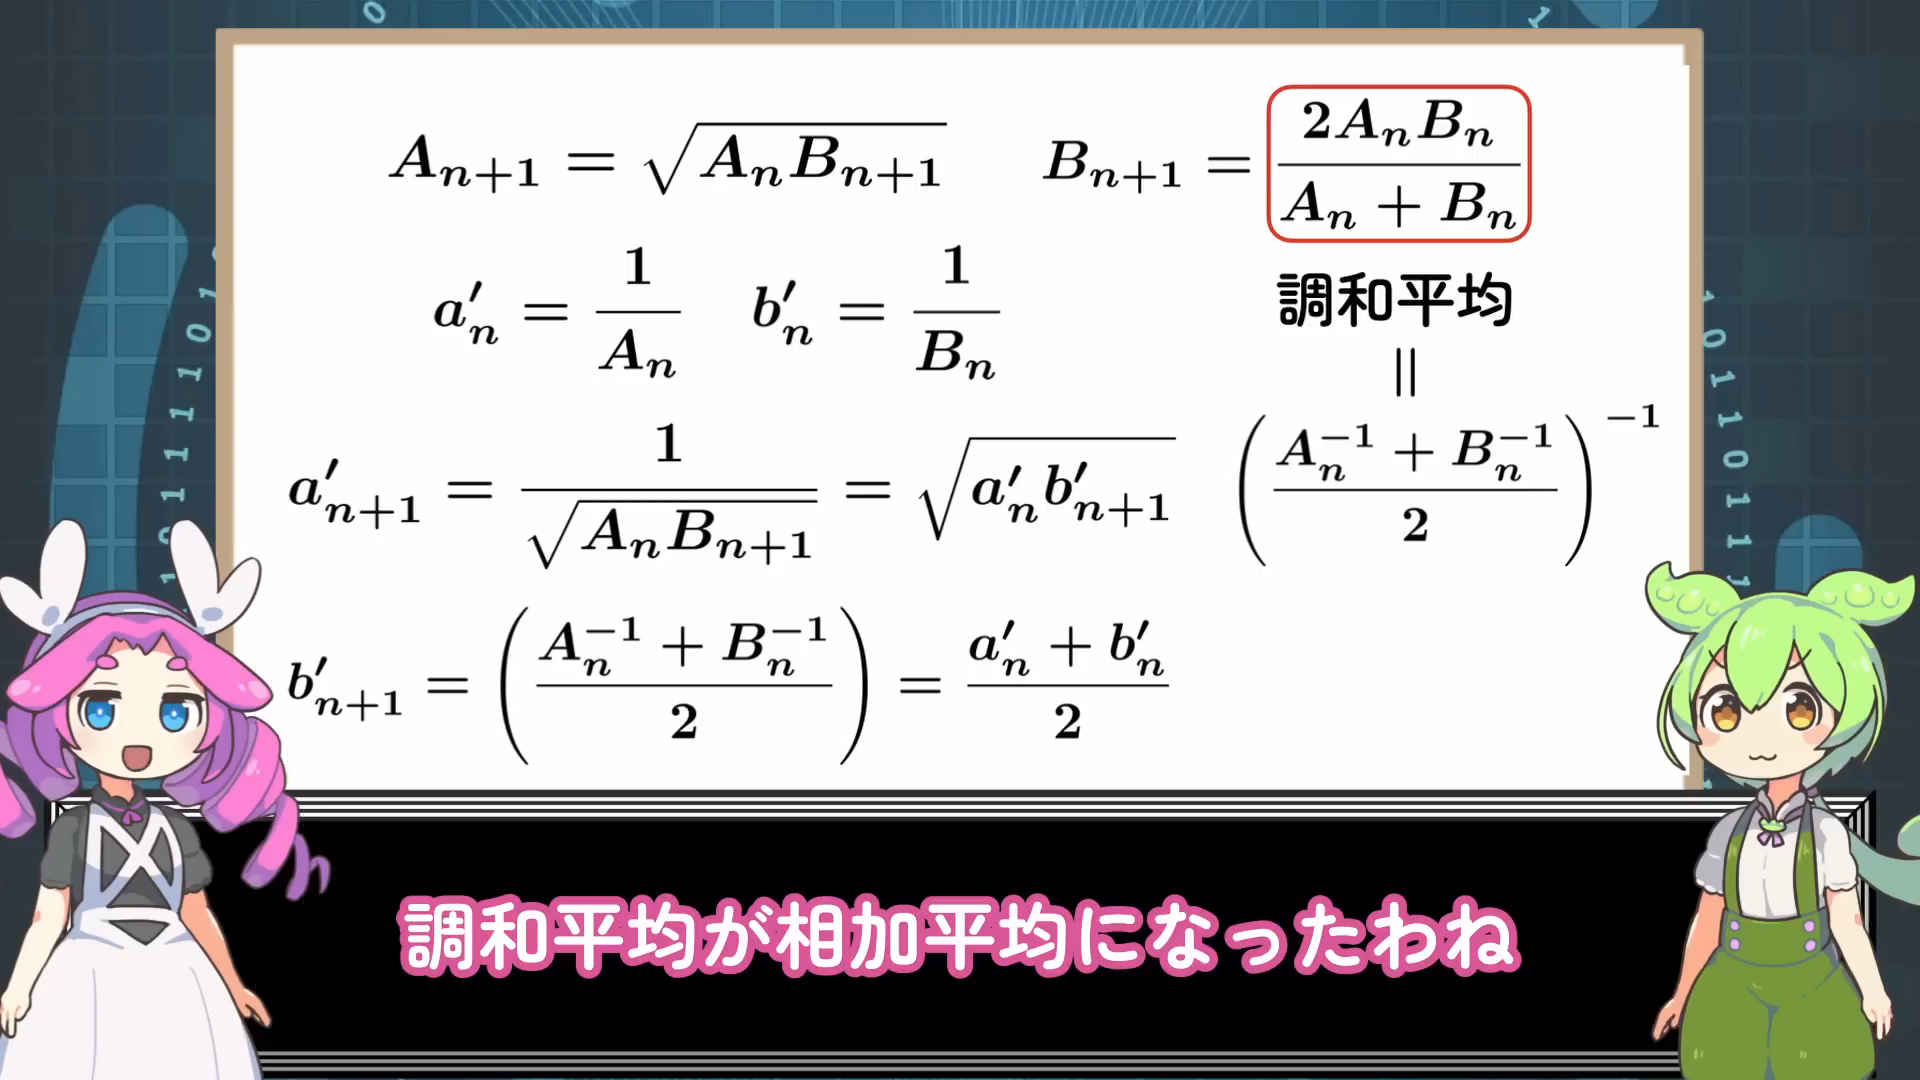 A_{n+1} = √(A_n B_{n+1}) B_{n+1} = 2A_nB_n / (A_n + B_n)
a'_n = 1/A_n b'_n = 1/B_n
調和平均
||
a'_{n+1} = 1/√(A_n B_{n+1}) = √(a'_n b'_{n+1}) ((A_n^{-1} + B_n^{-1})/2)^{-1}
b'_{n+1} = ((A_n^{-1} + B_n^{-1})/2) = (a'_n + b'_n)/2
調和平均が相加平均になったわね